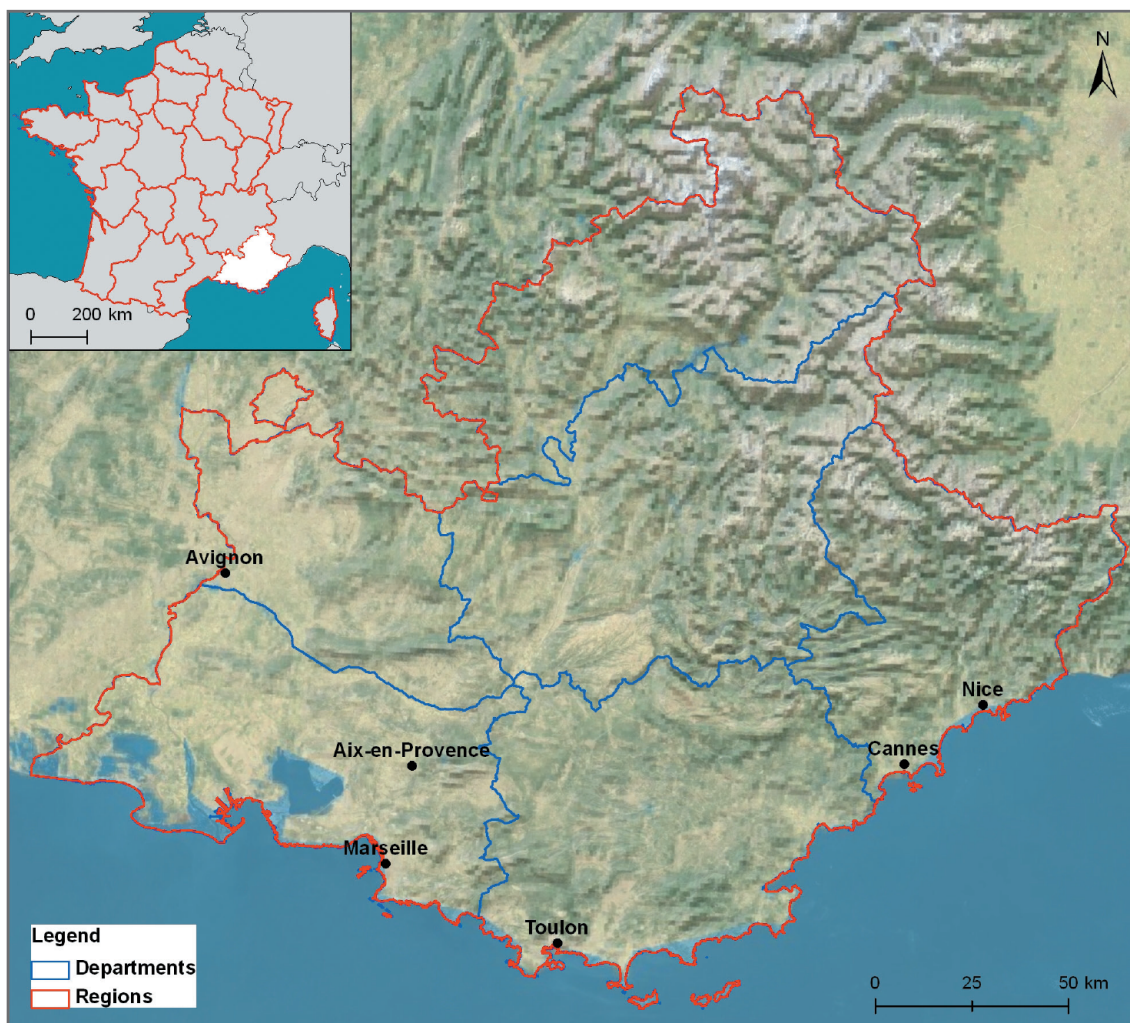 N
0 200 km
Avignon
Nice
Aix-en-Provence
Cannes
Marseille
Toulon
Legend
Departments
Regions
0 25 50 km